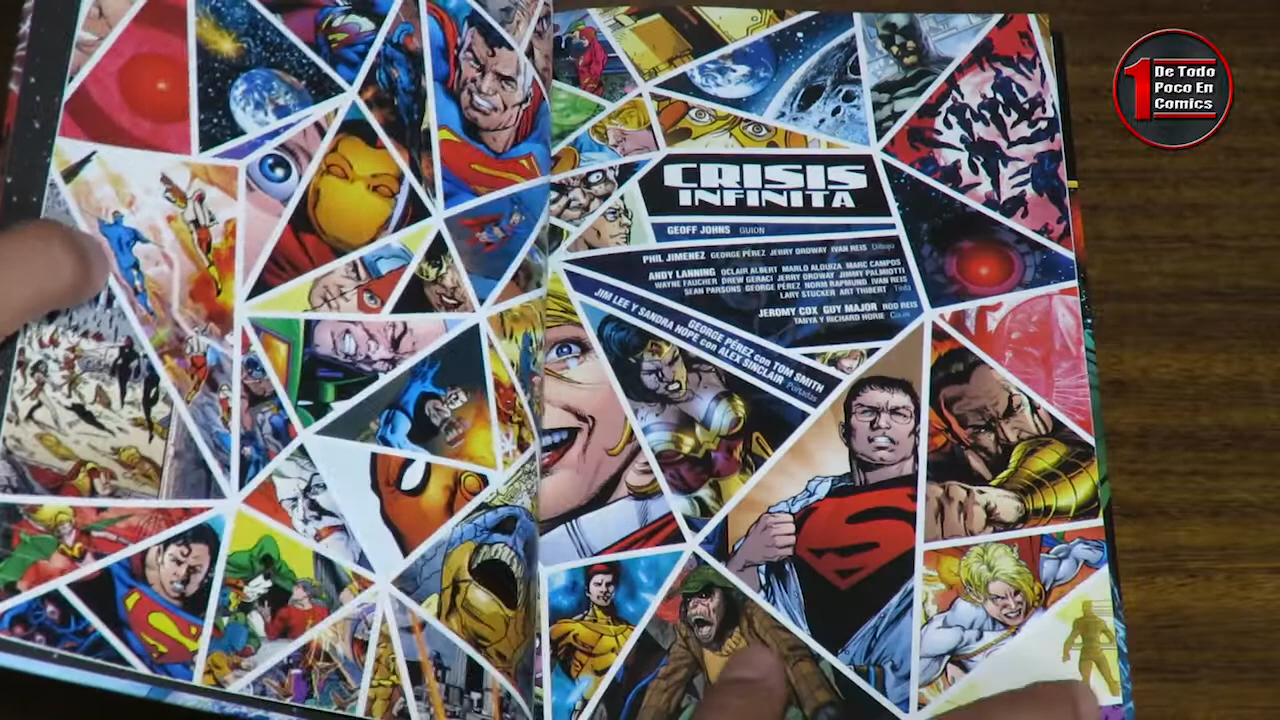 1 De Todo
Poco En
Comics
CRISIS
INFINITA
GEOFF JOHNS GUION
PHIL JIMENEZ GEORGE PÉREZ JERRY ORDWAY IVAN REIS Dibujo
ANDY LANNING OCLAIR ALBERT MARLO ALQUIZA MARC CAMPOS
WAYNE FAUCHER DREW GERACI JERRY ORDWAY JIMMY PALMIOTTI
SEAN PARSONS GEORGE PÉREZ NORM RAPMUND IVAN REIS
LARY STUCKER ART THIBERT Tinta
JEROMY COX GUY MAJOR ROD REIS
TANYA Y RICHARD HORIE Color
GEORGE PÉREZ con TOM SMITH
JIM LEE Y SANDRA HOPE con ALEX SINCLAIR Portadas